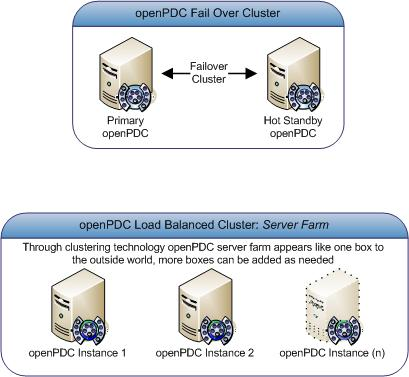 openPDC Fail Over Cluster
Failover
Cluster
Primary
openPDC
Hot Standby
openPDC
openPDC Load Balanced Cluster: Server Farm
Through clustering technology openPDC server farm appears like one box to
the outside world, more boxes can be added as needed
openPDC Instance 1
openPDC Instance 2
openPDC Instance (n)